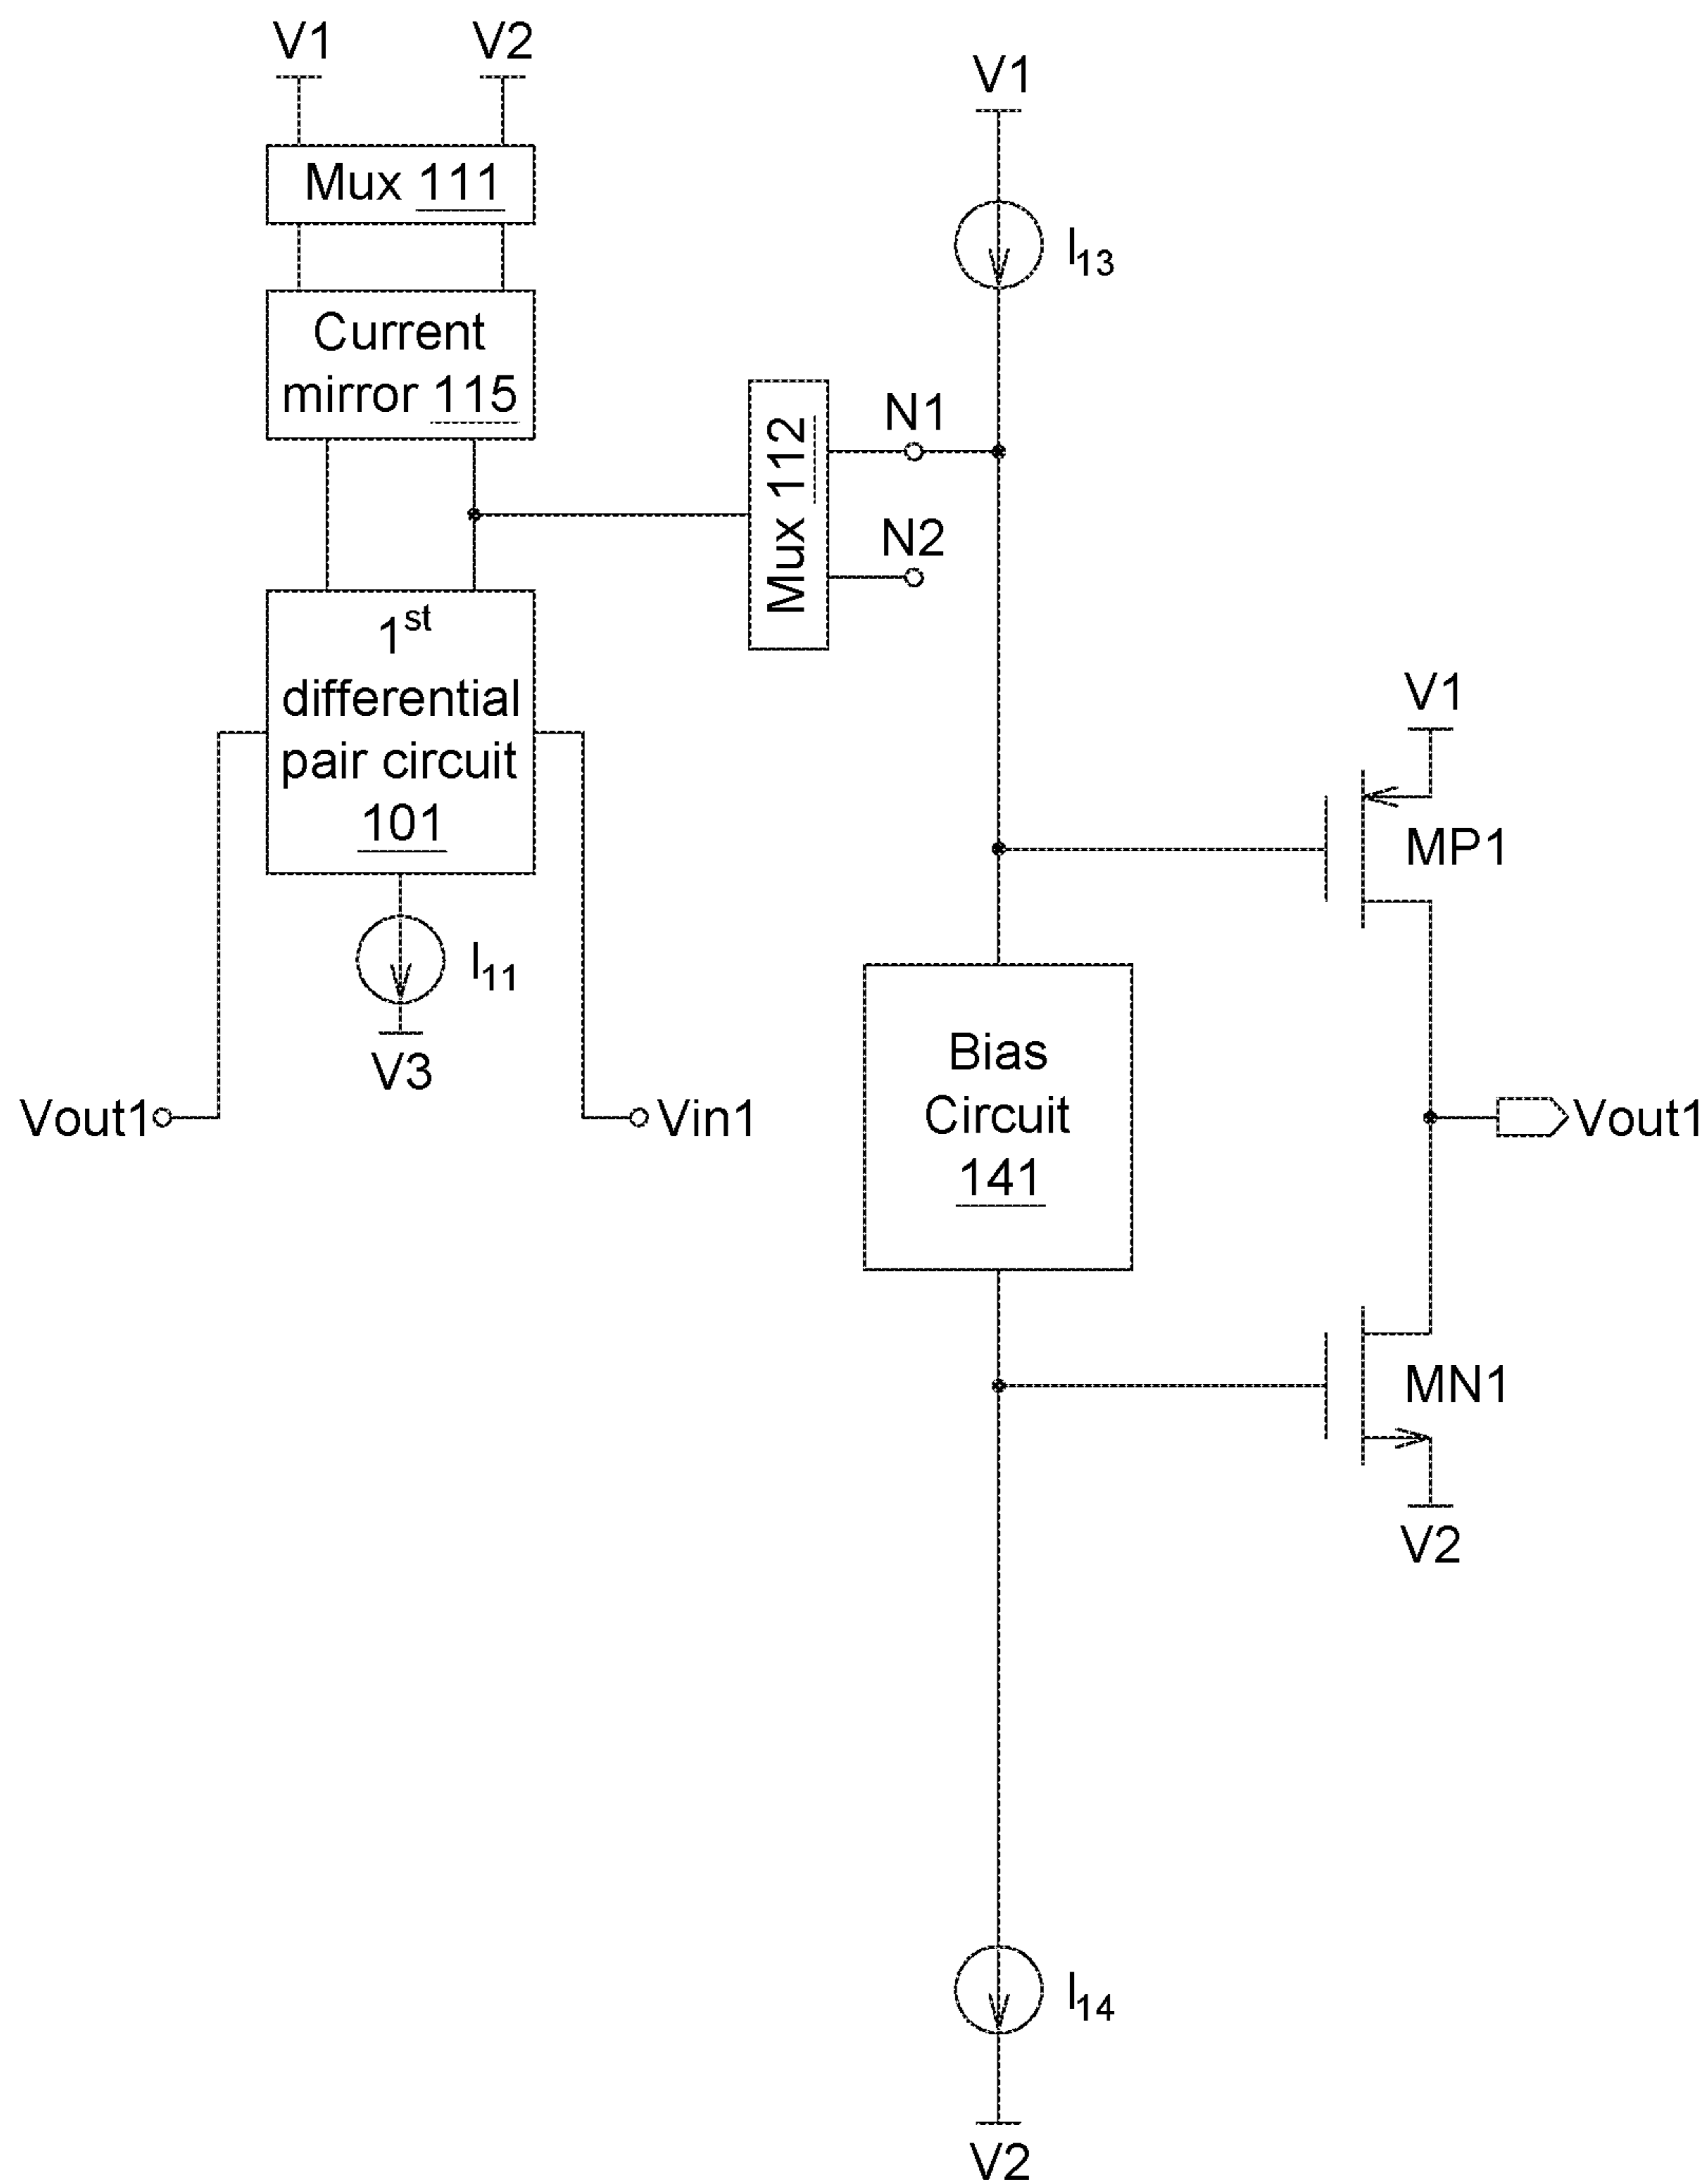 V1
V2
V1
Mux 111
I13
Current
mirror 115
Mux 112
N1
N2
1st
differential
pair circuit
101
V1
MP1
I11
V3
Bias
Circuit
141
Vout1
Vin1
Vout1
MN1
V2
I14
V2